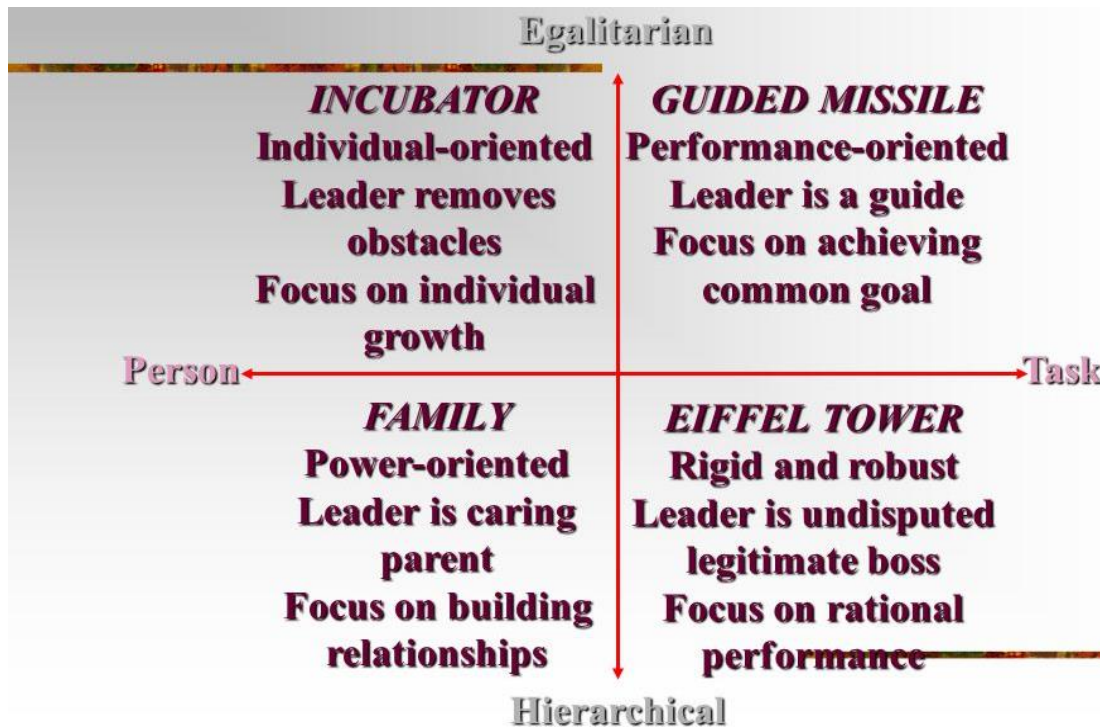 Egalitarian
INCUBATOR
Individual-oriented
Leader removes
obstacles
Focus on individual
growth
GUIDED MISSILE
Performance-oriented
Leader is a guide
Focus on achieving
common goal
Person
Task
FAMILY
Power-oriented
Leader is caring
parent
Focus on building
relationships
EIFFEL TOWER
Rigid and robust
Leader is undisputed
legitimate boss
Focus on rational
performance
Hierarchical